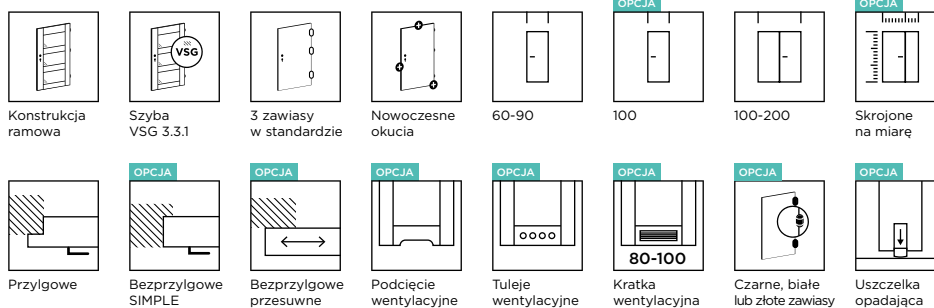 OPCJA
OPCJA
VSG
Konstrukcja
ramowa
Szyba
VSG 3.3.1
3 zawiasy
w standardzie
Nowoczesne
okucia
60-90
100
100-200
Skrojone
na miarę
OPCJA
OPCJA
OPCJA
OPCJA
OPCJA
OPCJA
OPCJA
80-100
Przylgowe
Bezprzylgowe
SIMPLE
Bezprzylgowe
przesuwne
Podcięcie
wentylacyjne
Tuleje
wentylacyjne
Kratka
wentylacyjna
Czarne, białe
lub złote zawiasy
Uszczelka
opadająca